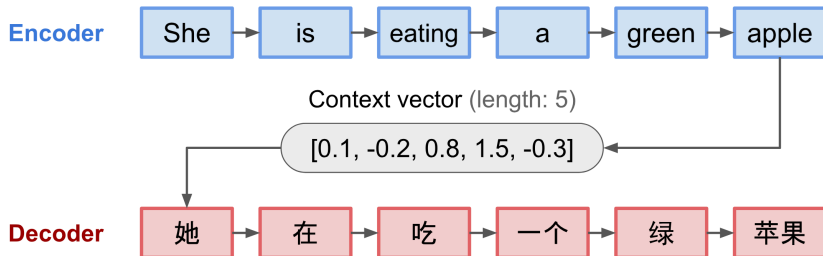 Encoder She is eating a green apple
Context vector (length: 5)
[0.1, -0.2, 0.8, 1.5, -0.3]
Decoder 她 在 吃 一个 绿 苹果